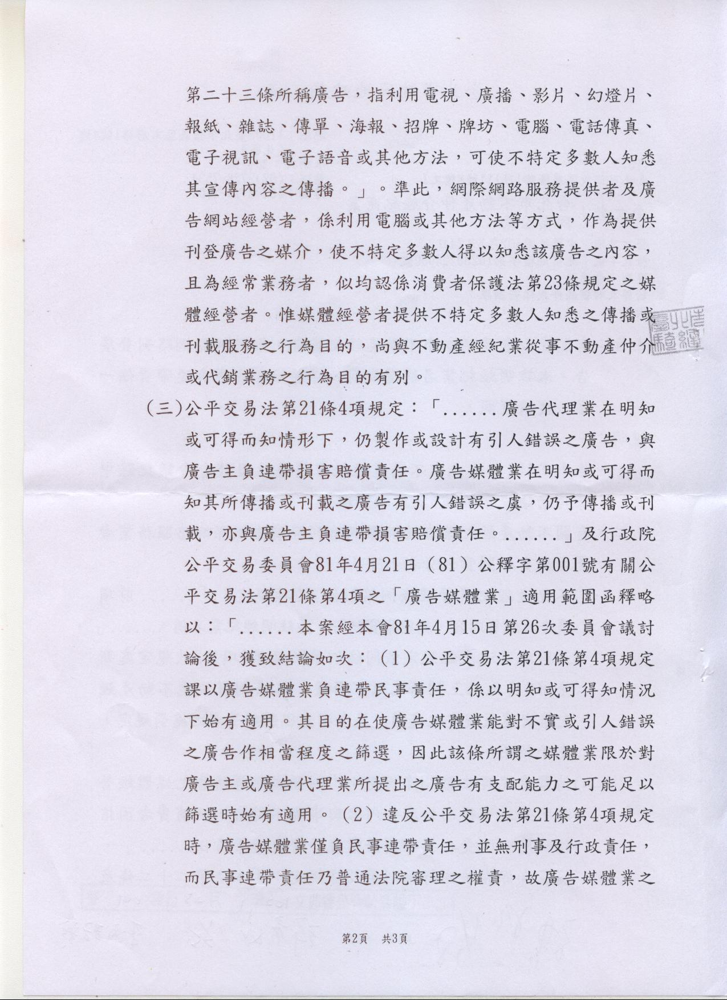 第二十三條所稱廣告，指利用電視、廣播、影片、幻燈片、
報紙、雜誌、傳單、海報、招牌、牌坊、電腦、電話傳真、
電子視訊、電子語音或其他方法，可使不特定多數人知悉
其宣傳內容之傳播。」。準此，網際網路服務提供者及廣
告網站經營者，係利用電腦或其他方法等方式，作為提供
刊登廣告之媒介，使不特定多數人得以知悉該廣告之內容，
且為經常業務者，似均認係消費者保護法第23條規定之媒
體經營者。惟媒體經營者提供不特定多數人知悉之傳播或
刊載服務之行為目的，尚與不動產經紀業從事不動產仲介
或代銷業務之行為目的有別。
(三)公平交易法第21條4項規定：「......廣告代理業在明知
或可得而知情形下，仍製作或設計有引人錯誤之廣告，與
廣告主負連帶損害賠償責任。廣告媒體業在明知或可得而
知其所傳播或刊載之廣告有引人錯誤之虞，仍予傳播或刊
載，亦與廣告主負連帶損害賠償責任。......」及行政院
公平交易委員會81年4月21日（81）公釋字第001號有關公
平交易法第21條第4項之「廣告媒體業」適用範圍函釋略
以：「......本案經本會81年4月15日第26次委員會議討
論後，獲致結論如次：（1）公平交易法第21條第4項規定
課以廣告媒體業負連帶民事責任，係以明知或可得知情況
下始有適用。其目的在使廣告媒體業能對不實或引人錯誤
之廣告作相當程度之篩選，因此該條所謂之媒體業限於對
廣告主或廣告代理業所提出之廣告有支配能力之可能足以
篩選時始有適用。（2）違反公平交易法第21條第4項規定
時，廣告媒體業僅負民事連帶責任，並無刑事及行政責任，
而民事連帶責任乃普通法院審理之權責，故廣告媒體業之
第2頁 共3頁